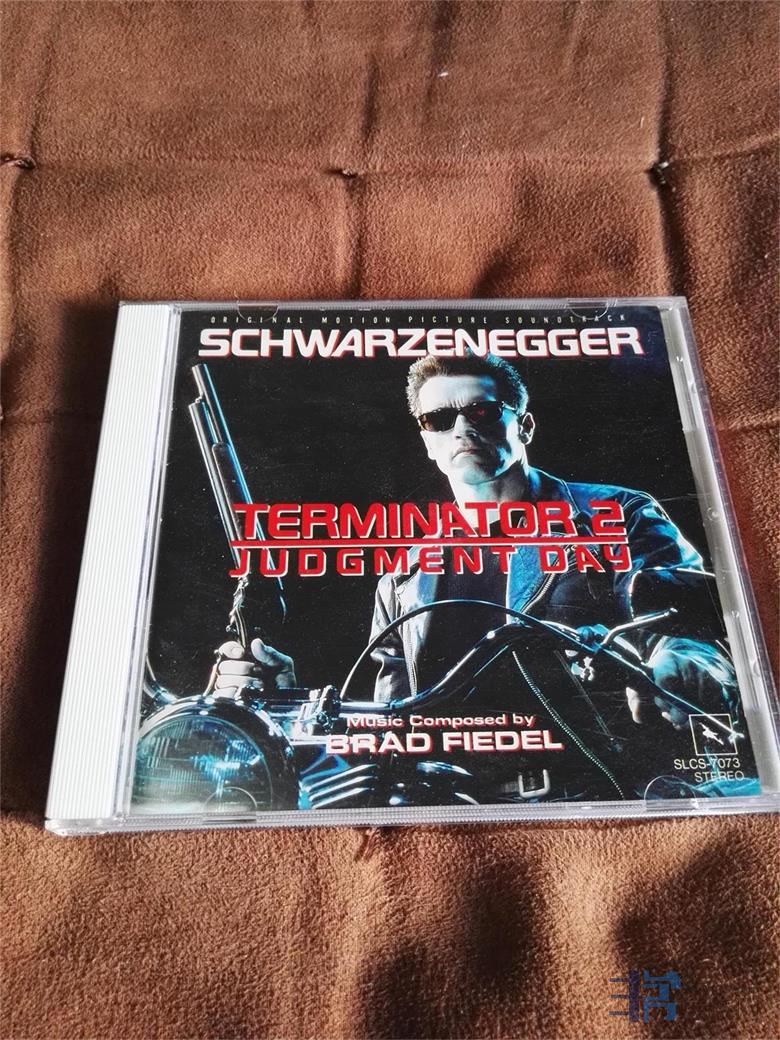 ORIGINAL MOTION PICTURE SOUNDTRACK
SCHWARZENEGGER
TERMINATOR 2
JUDGMENT DAY
Music Composed by
BRAD FIEDEL
SLCS-7073
STEREO